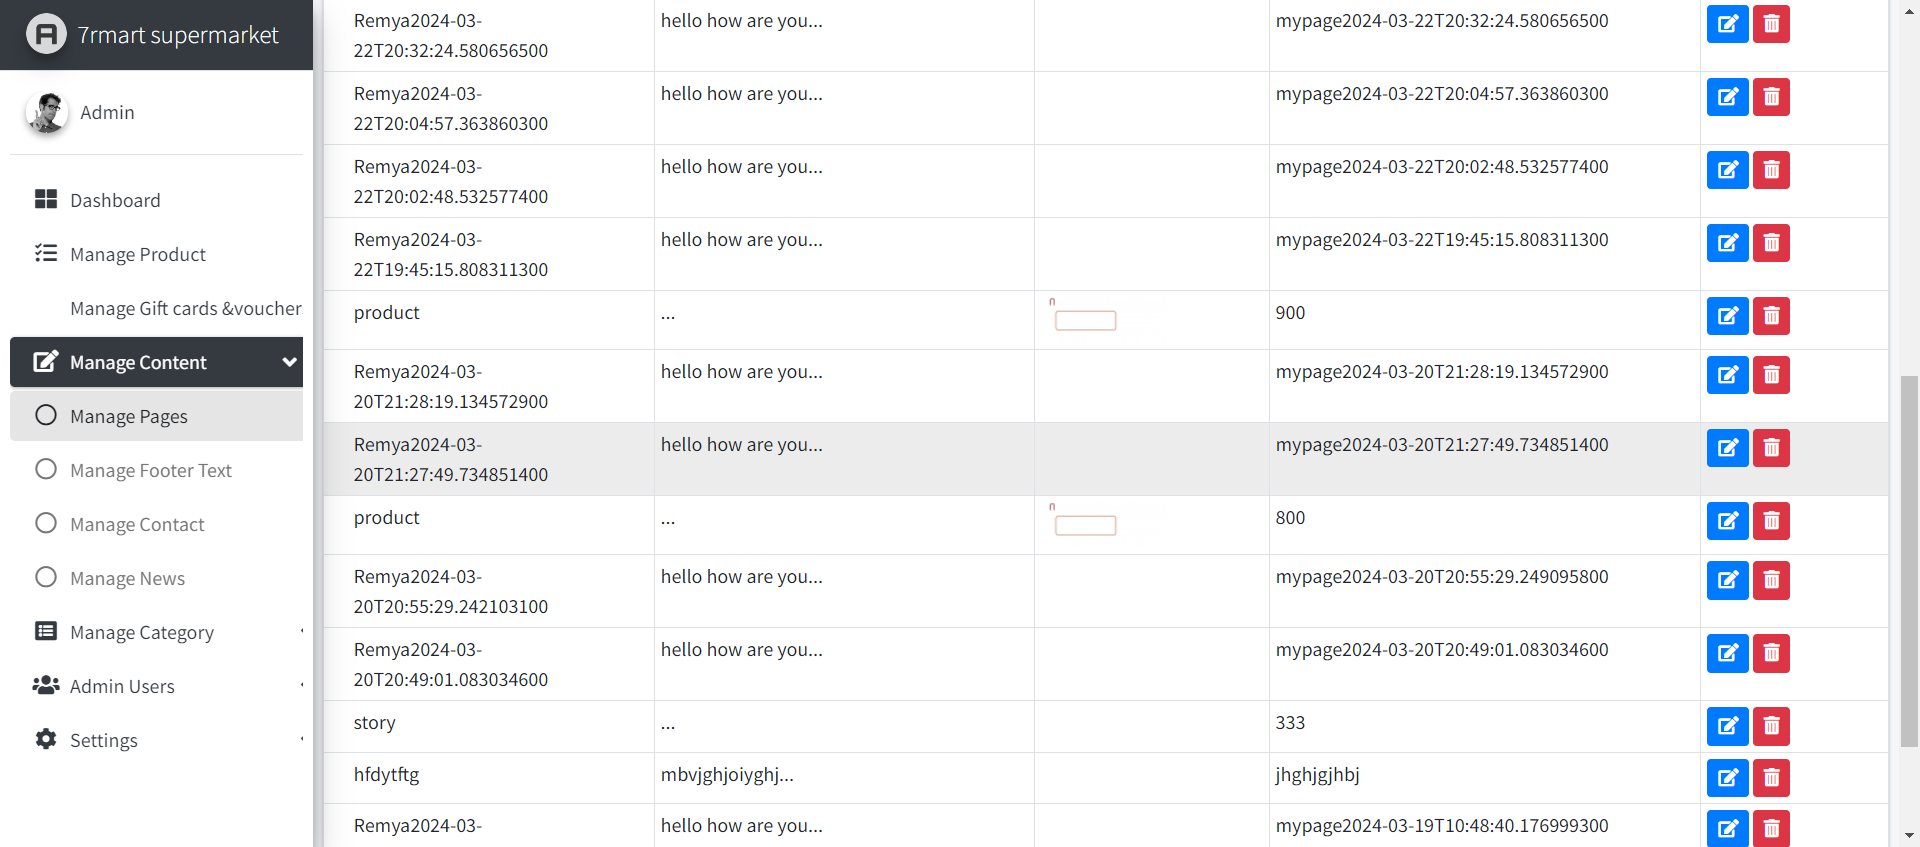 7rmart supermarket
Admin
Dashboard
Manage Product
Manage Gift cards &voucher
Manage Content
Manage Pages
Manage Footer Text
Manage Contact
Manage News
Manage Category
Admin Users
Settings
Remya2024-03-
22T20:32:24.580656500
hello how are you...
mypage2024-03-22T20:32:24.580656500
Remya2024-03-
22T20:04:57.363860300
hello how are you...
mypage2024-03-22T20:04:57.363860300
Remya2024-03-
22T20:02:48.532577400
hello how are you...
mypage2024-03-22T20:02:48.532577400
Remya2024-03-
22T19:45:15.808311300
hello how are you...
mypage2024-03-22T19:45:15.808311300
product
...
900
Remya2024-03-
20T21:28:19.134572900
hello how are you...
mypage2024-03-20T21:28:19.134572900
Remya2024-03-
20T21:27:49.734851400
hello how are you...
mypage2024-03-20T21:27:49.734851400
product
...
800
Remya2024-03-
20T20:55:29.242103100
hello how are you...
mypage2024-03-20T20:55:29.249095800
Remya2024-03-
20T20:49:01.083034600
hello how are you...
mypage2024-03-20T20:49:01.083034600
story
...
333
hfdytftg
mbvjghjoiyghj...
jhghjgjhbj
Remya2024-03-
hello how are you...
mypage2024-03-19T10:48:40.176999300